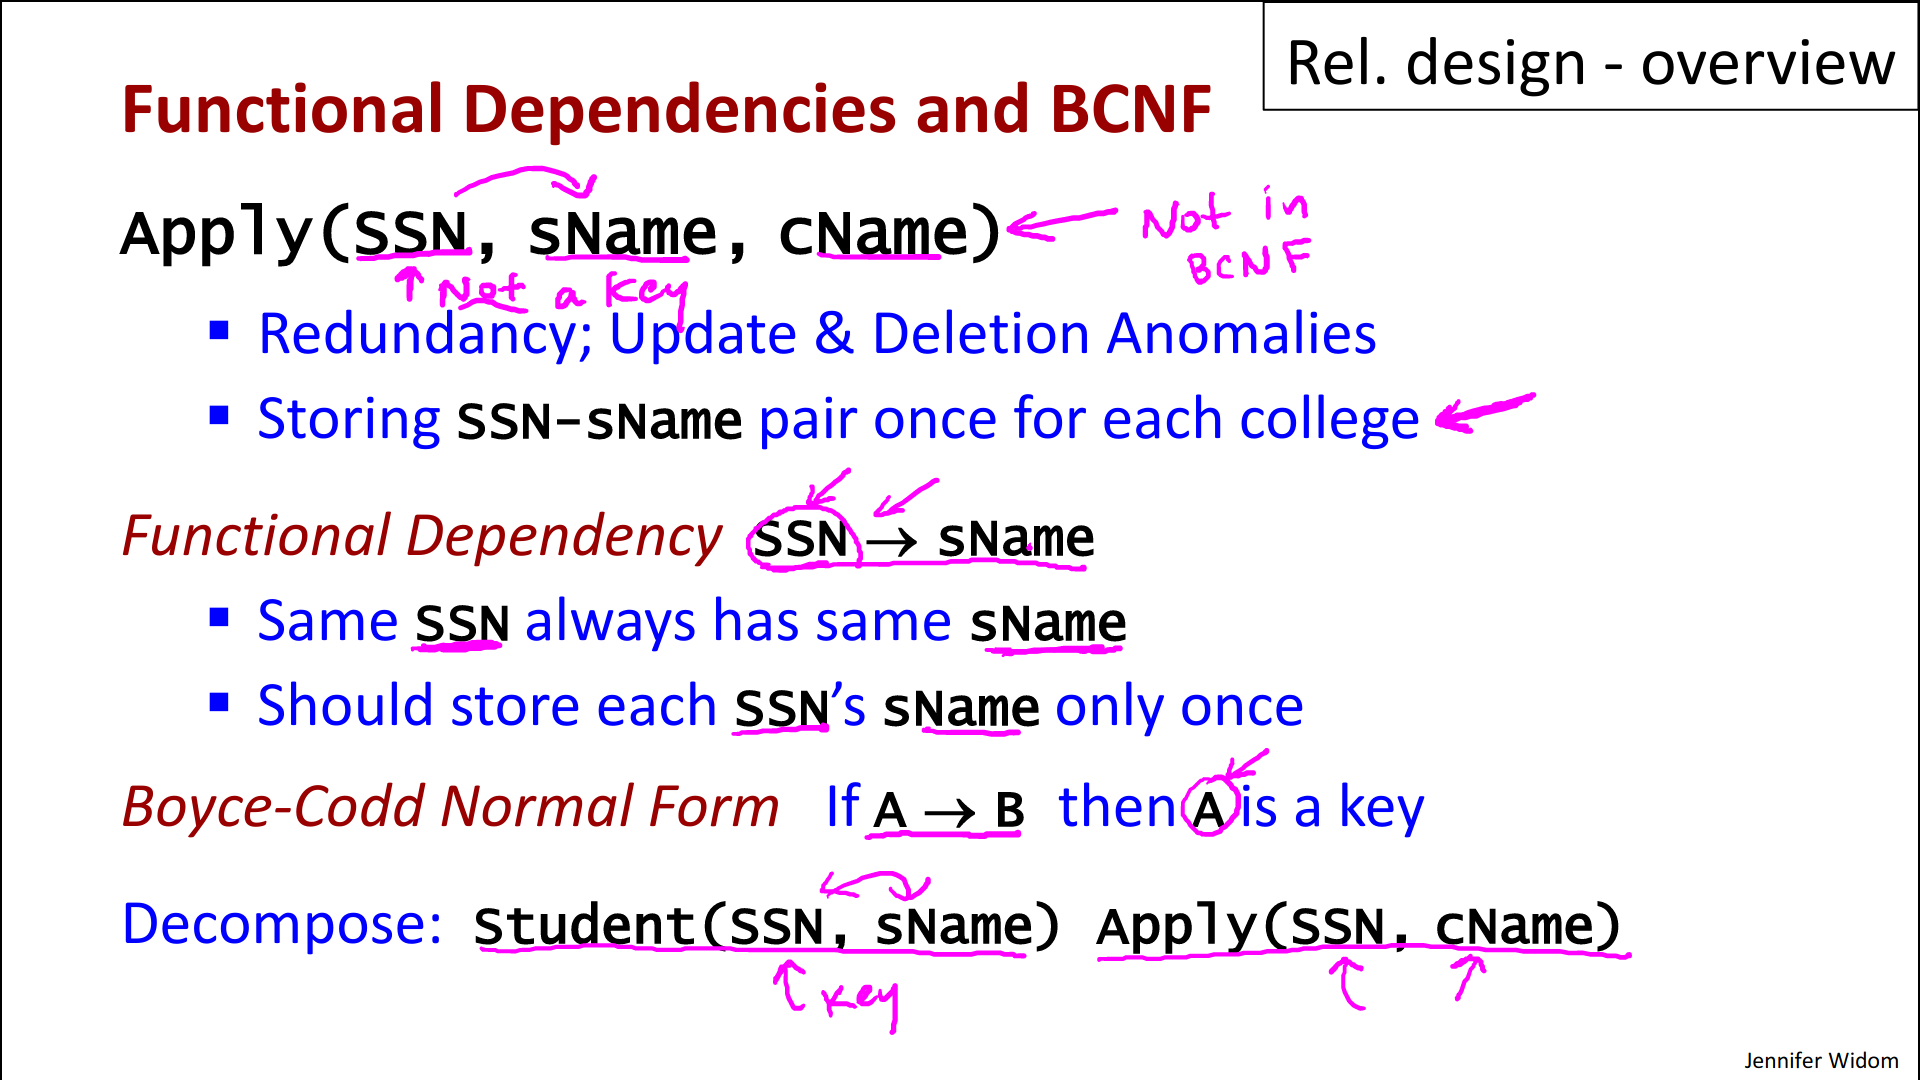 Rel. design - overview
Functional Dependencies and BCNF
Apply(SSN, sName, cName)
Not in
BCNF
Not a key
▪ Redundancy; Update & Deletion Anomalies
▪ Storing SSN-sName pair once for each college
Functional Dependency SSN → sName
▪ Same SSN always has same sName
▪ Should store each SSN’s sName only once
Boyce-Codd Normal Form If A → B then A is a key
Decompose: Student(SSN, sName) Apply(SSN, cName)
key
Jennifer Widom